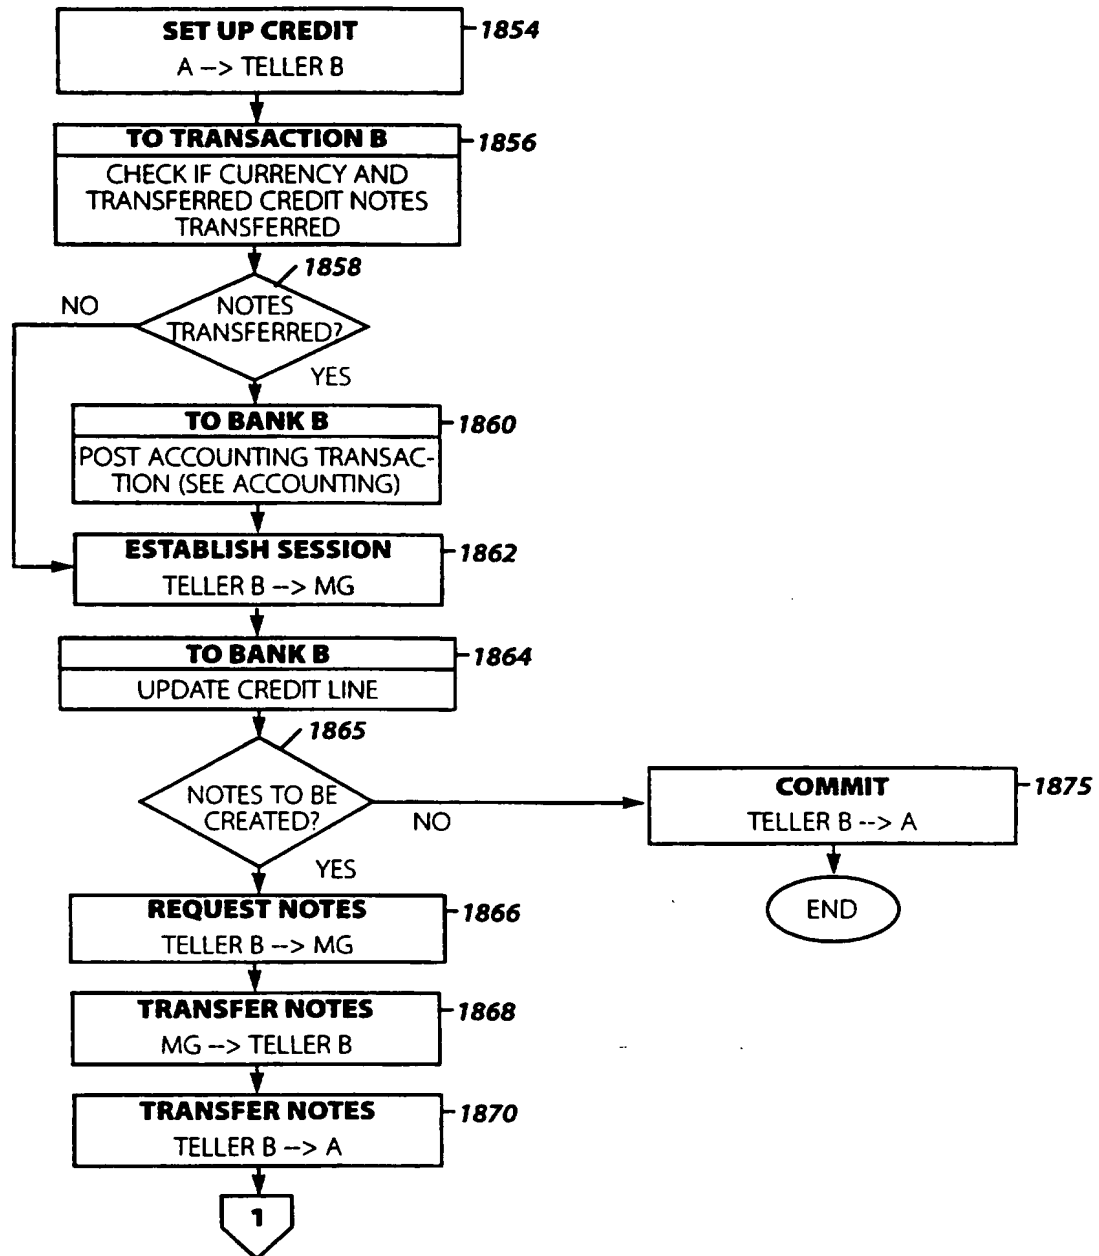 SET UP CREDIT
1854
A --> TELLER B
TO TRANSACTION B
1856
CHECK IF CURRENCY AND
TRANSFERRED CREDIT NOTES
TRANSFERRED
1858
NO
NOTES
TRANSFERRED?
YES
TO BANK B
1860
POST ACCOUNTING TRANSAC-
TION (SEE ACCOUNTING)
ESTABLISH SESSION
1862
TELLER B --> MG
TO BANK B
1864
UPDATE CREDIT LINE
1865
NOTES TO BE
CREATED?
NO
YES
COMMIT
1875
TELLER B --> A
END
REQUEST NOTES
1866
TELLER B --> MG
TRANSFER NOTES
1868
MG --> TELLER B
TRANSFER NOTES
1870
TELLER B --> A
1